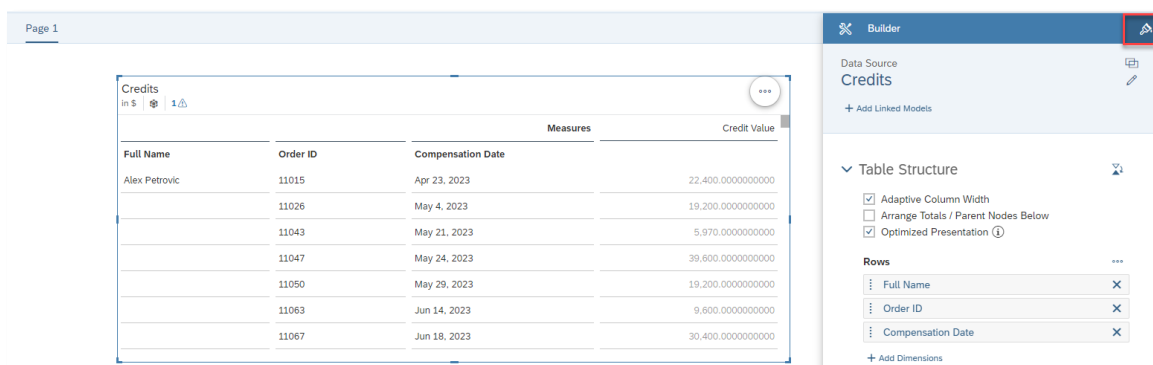 Page 1
Builder
Data Source
Credits
+ Add Linked Models
Credits
in $ 1
Measures Credit Value
Full Name Order ID Compensation Date
Alex Petrovic 11015 Apr 23, 2023 22,400.0000000000
11026 May 4, 2023 19,200.0000000000
11043 May 21, 2023 5,970.0000000000
11047 May 24, 2023 39,600.0000000000
11050 May 29, 2023 19,200.0000000000
11063 Jun 14, 2023 9,600.0000000000
11067 Jun 18, 2023 30,400.0000000000
Table Structure
Adaptive Column Width
Arrange Totals / Parent Nodes Below
Optimized Presentation
Rows
Full Name
Order ID
Compensation Date
+ Add Dimensions